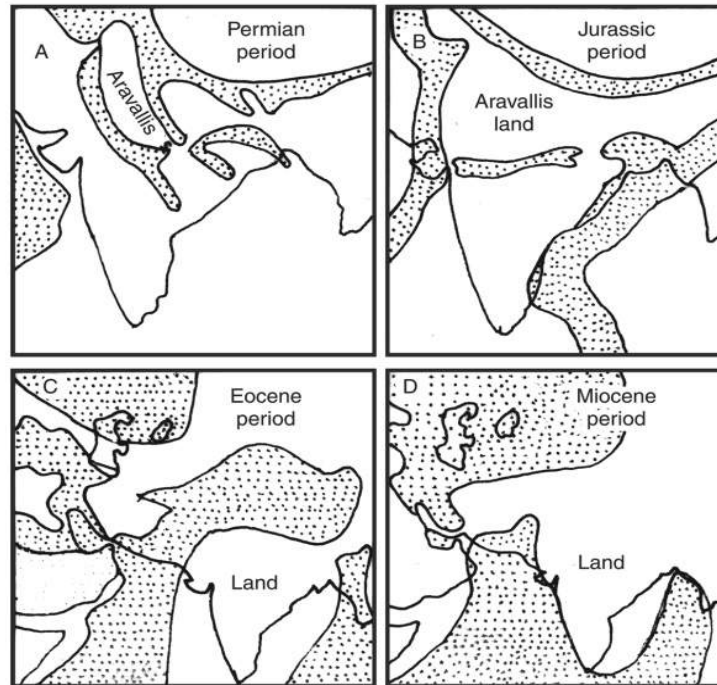 A
Permian
period
Aravallis
B
Jurassic
period
Aravallis
land
C
Eocene
period
Land
D
Miocene
period
Land